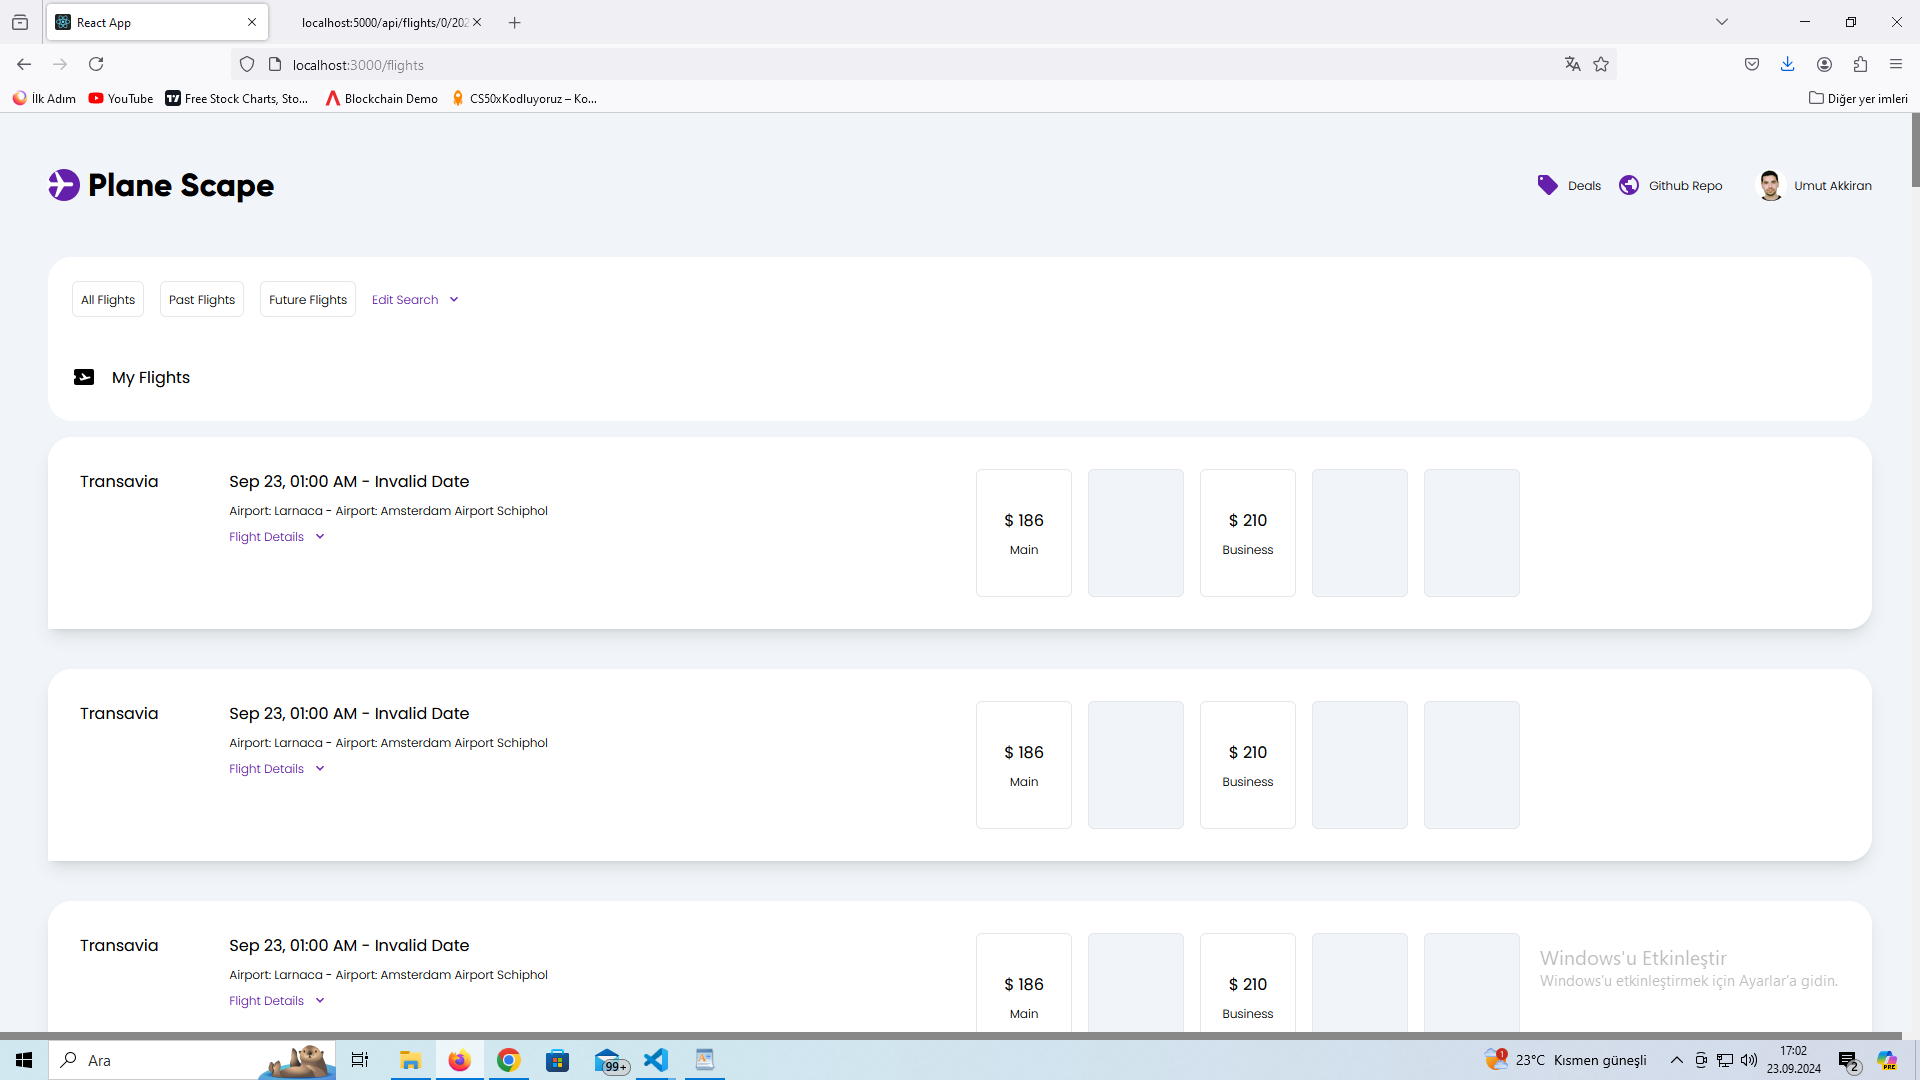 React App
localhost:5000/api/flights/0/202
localhost:3000/flights
İlk Adım
YouTube
Free Stock Charts, Sto...
Blockchain Demo
CS50xKodluyoruz – Ko...
Diğer yer imleri
Plane Scape
Deals
Github Repo
Umut Akkiran
All Flights
Past Flights
Future Flights
Edit Search
My Flights
Transavia
Sep 23, 01:00 AM - Invalid Date
Airport: Larnaca - Airport: Amsterdam Airport Schiphol
Flight Details
$ 186
Main
$ 210
Business
Transavia
Sep 23, 01:00 AM - Invalid Date
Airport: Larnaca - Airport: Amsterdam Airport Schiphol
Flight Details
$ 186
Main
$ 210
Business
Transavia
Sep 23, 01:00 AM - Invalid Date
Airport: Larnaca - Airport: Amsterdam Airport Schiphol
Flight Details
$ 186
Main
$ 210
Business
Windows'u Etkinleştir
Windows'u etkinleştirmek için Ayarlar'a gidin.
Ara
99+
1
23°C Kısmen güneşli
17:02
23.09.2024
2
PRE